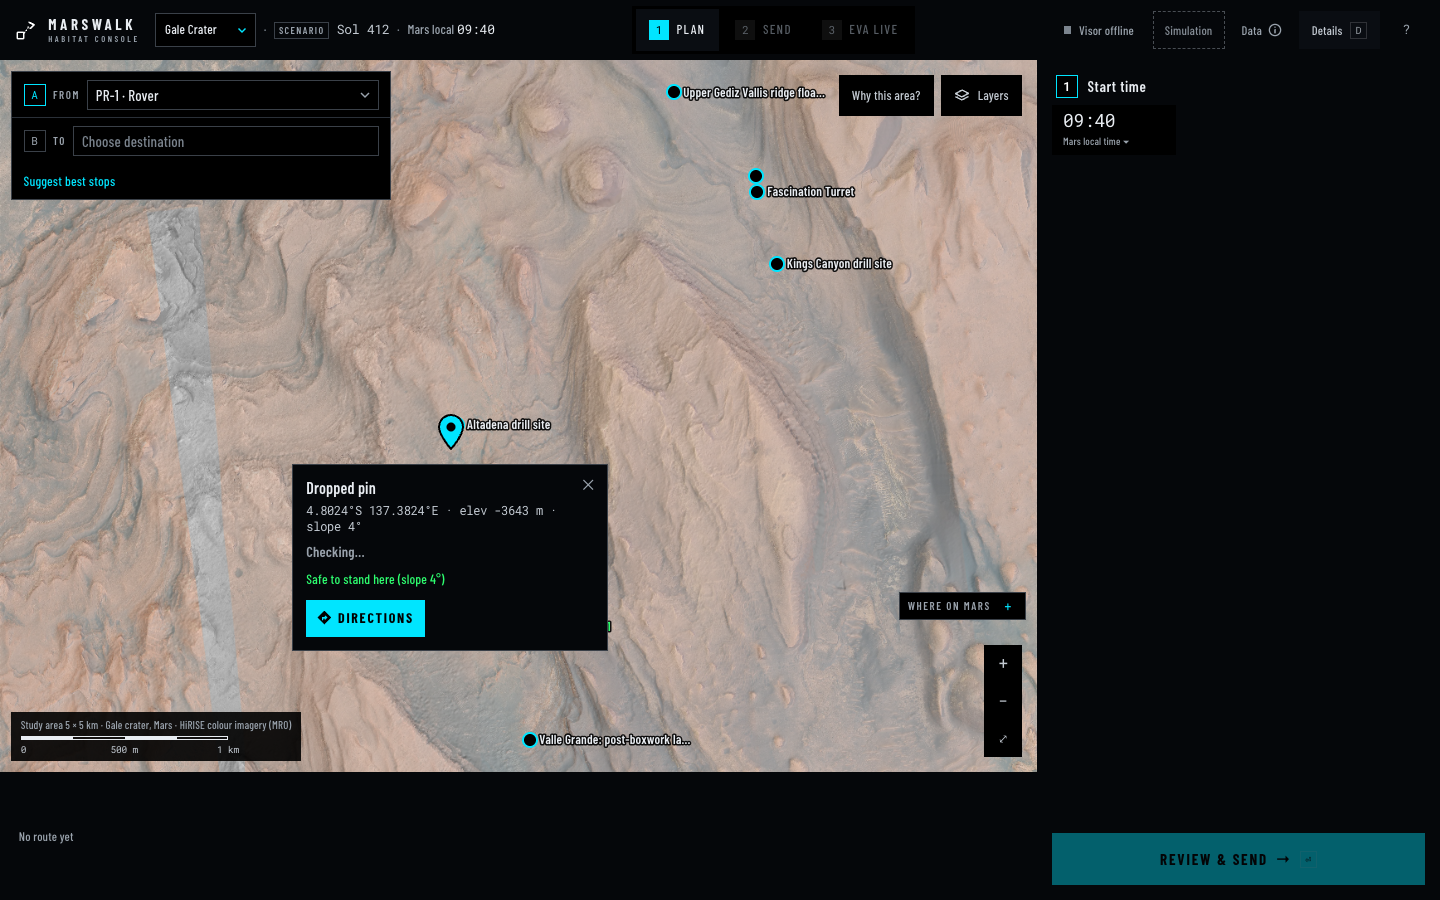 MARSWALK
HABITAT CONSOLE
Gale Crater
· SCENARIO Sol 412 · Mars local 09:40
1 PLAN
2 SEND
3 EVA LIVE
Visor offline
Simulation
Data
Details D
?
A FROM PR-1 · Rover
B TO Choose destination
Suggest best stops
Upper Gediz Vallis ridge floa...
Why this area?
Layers
Fascination Turret
Kings Canyon drill site
Altadena drill site
Dropped pin
4.8024°S 137.3824°E · elev -3643 m ·
slope 4°
Checking...
Safe to stand here (slope 4°)
DIRECTIONS
WHERE ON MARS +
+
−
Valle Grande: post-boxwork la...
Study area 5 × 5 km · Gale crater, Mars · HiRISE colour imagery (MRO)
0 500 m 1 km
1 Start time
09:40
Mars local time
No route yet
REVIEW & SEND →